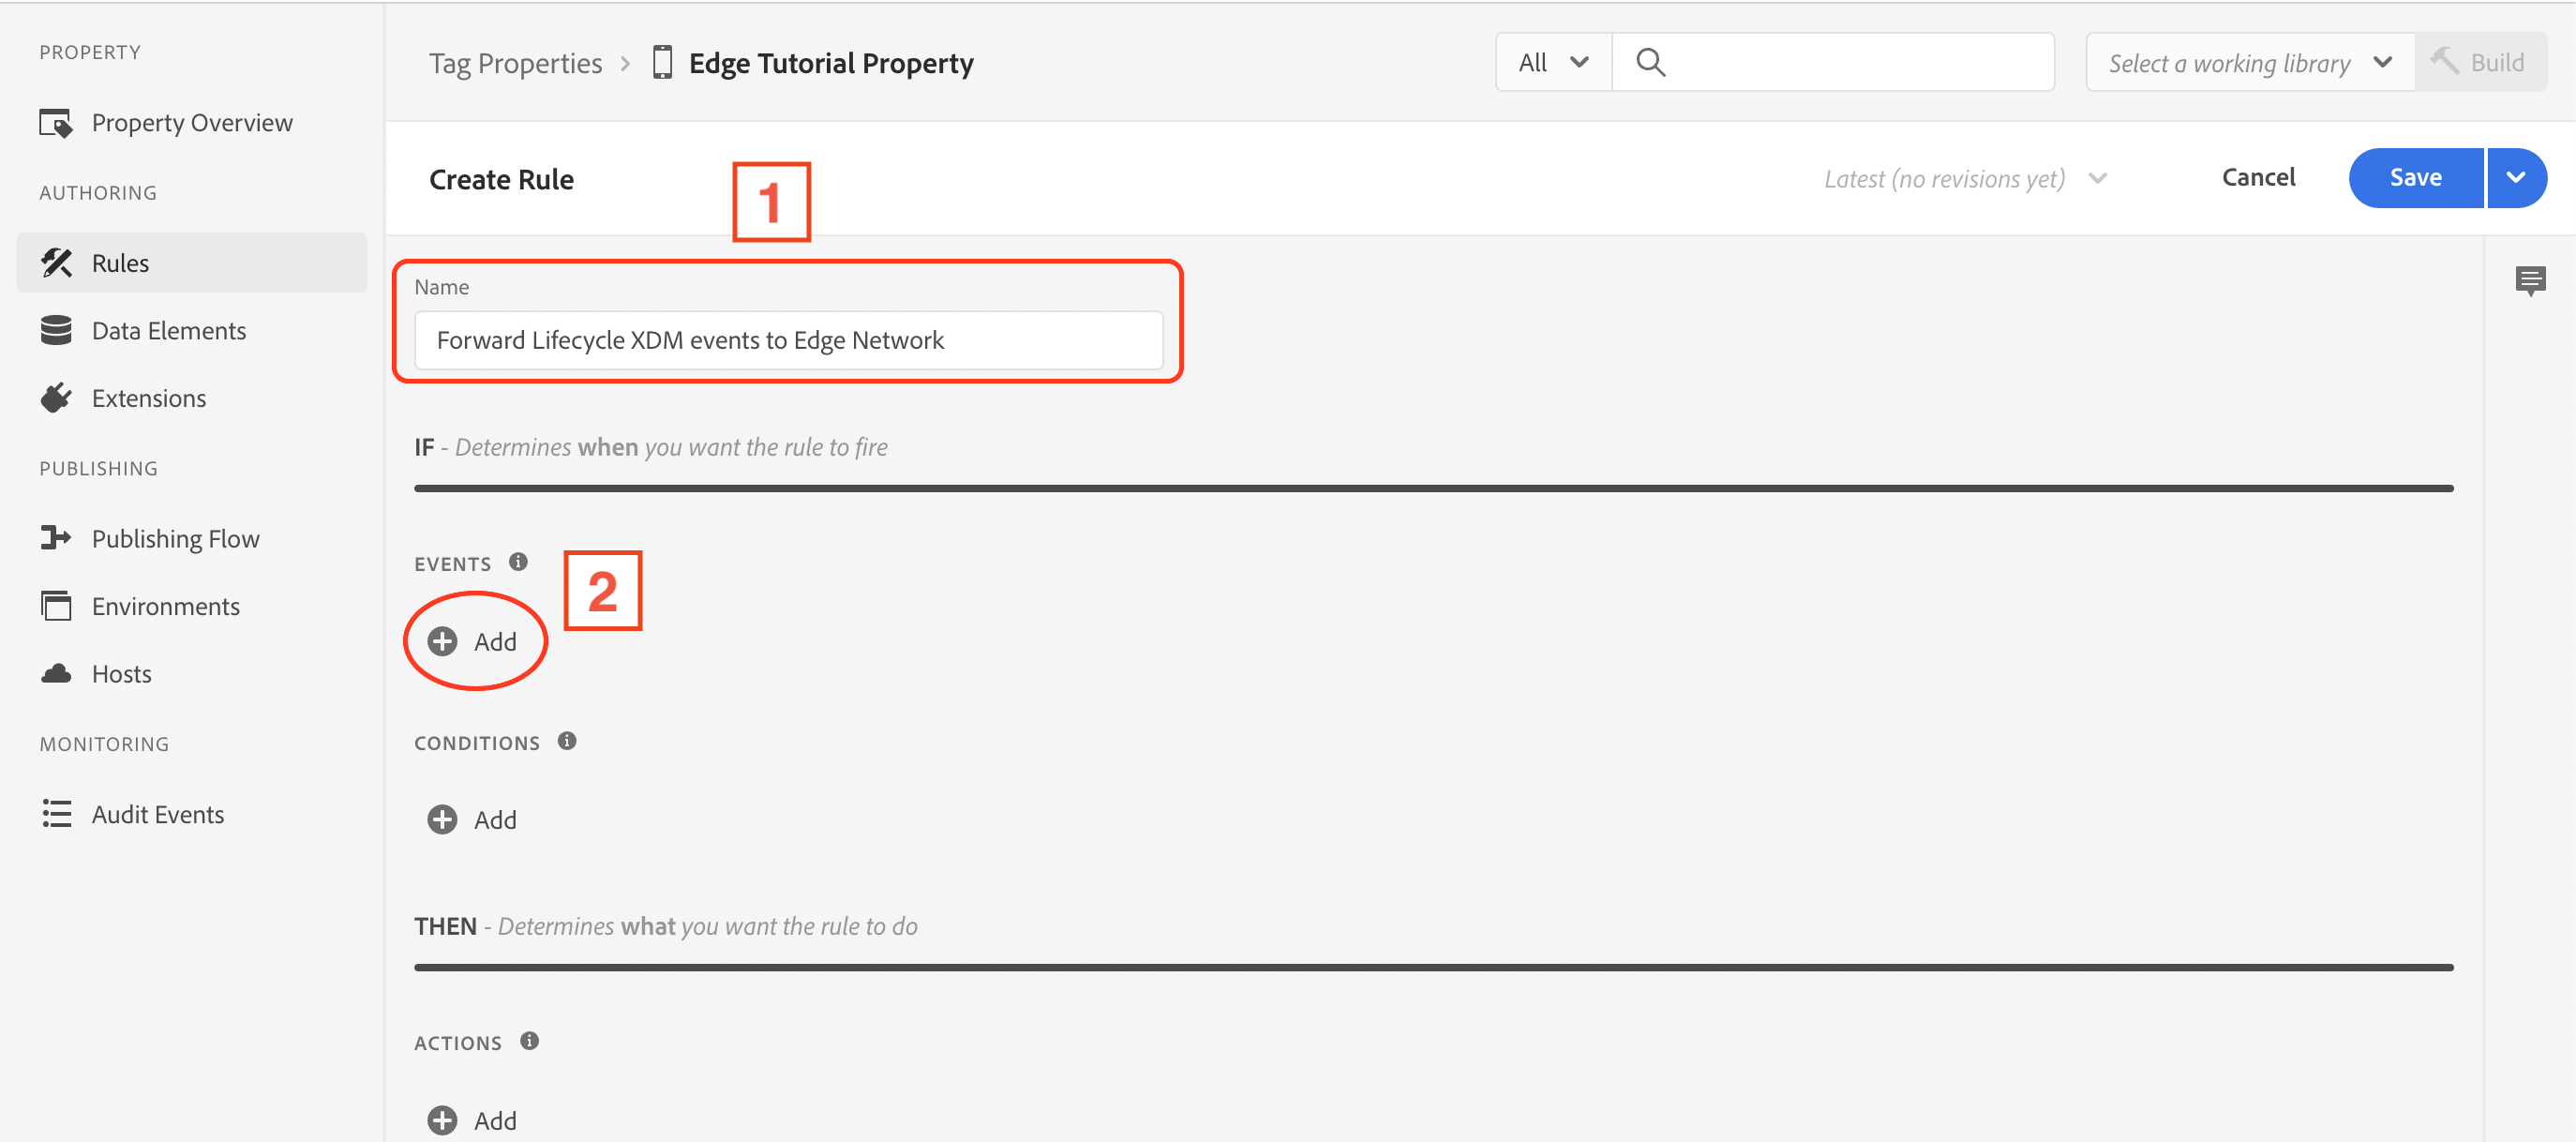 PROPERTY
Property Overview
AUTHORING
Rules
Data Elements
Extensions
PUBLISHING
Publishing Flow
Environments
Hosts
MONITORING
Audit Events
Tag Properties > Edge Tutorial Property
All
Select a working library
Build
Create Rule
1
Latest (no revisions yet)
Cancel
Save
Name
Forward Lifecycle XDM events to Edge Network
IF - Determines when you want the rule to fire
EVENTS
2
Add
CONDITIONS
Add
THEN - Determines what you want the rule to do
ACTIONS
Add